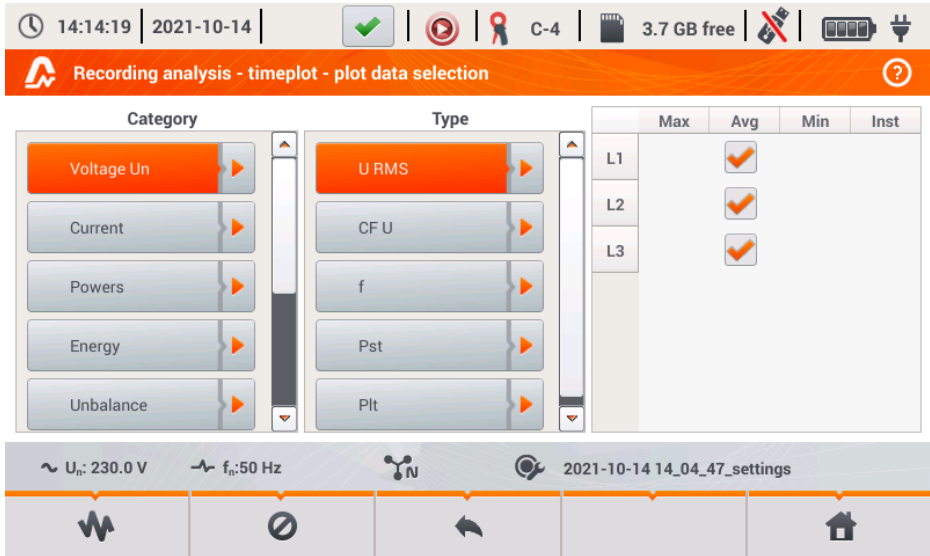 14:14:19 2021-10-14 C-4 3.7 GB free
Recording analysis - timeplot - plot data selection ?
Category Type Max Avg Min Inst
Voltage Un U RMS L1
Current CF U L2
Powers f L3
Energy Pst
Unbalance Plt
Un: 230.0 V fn:50 Hz N 2021-10-14 14_04_47_settings